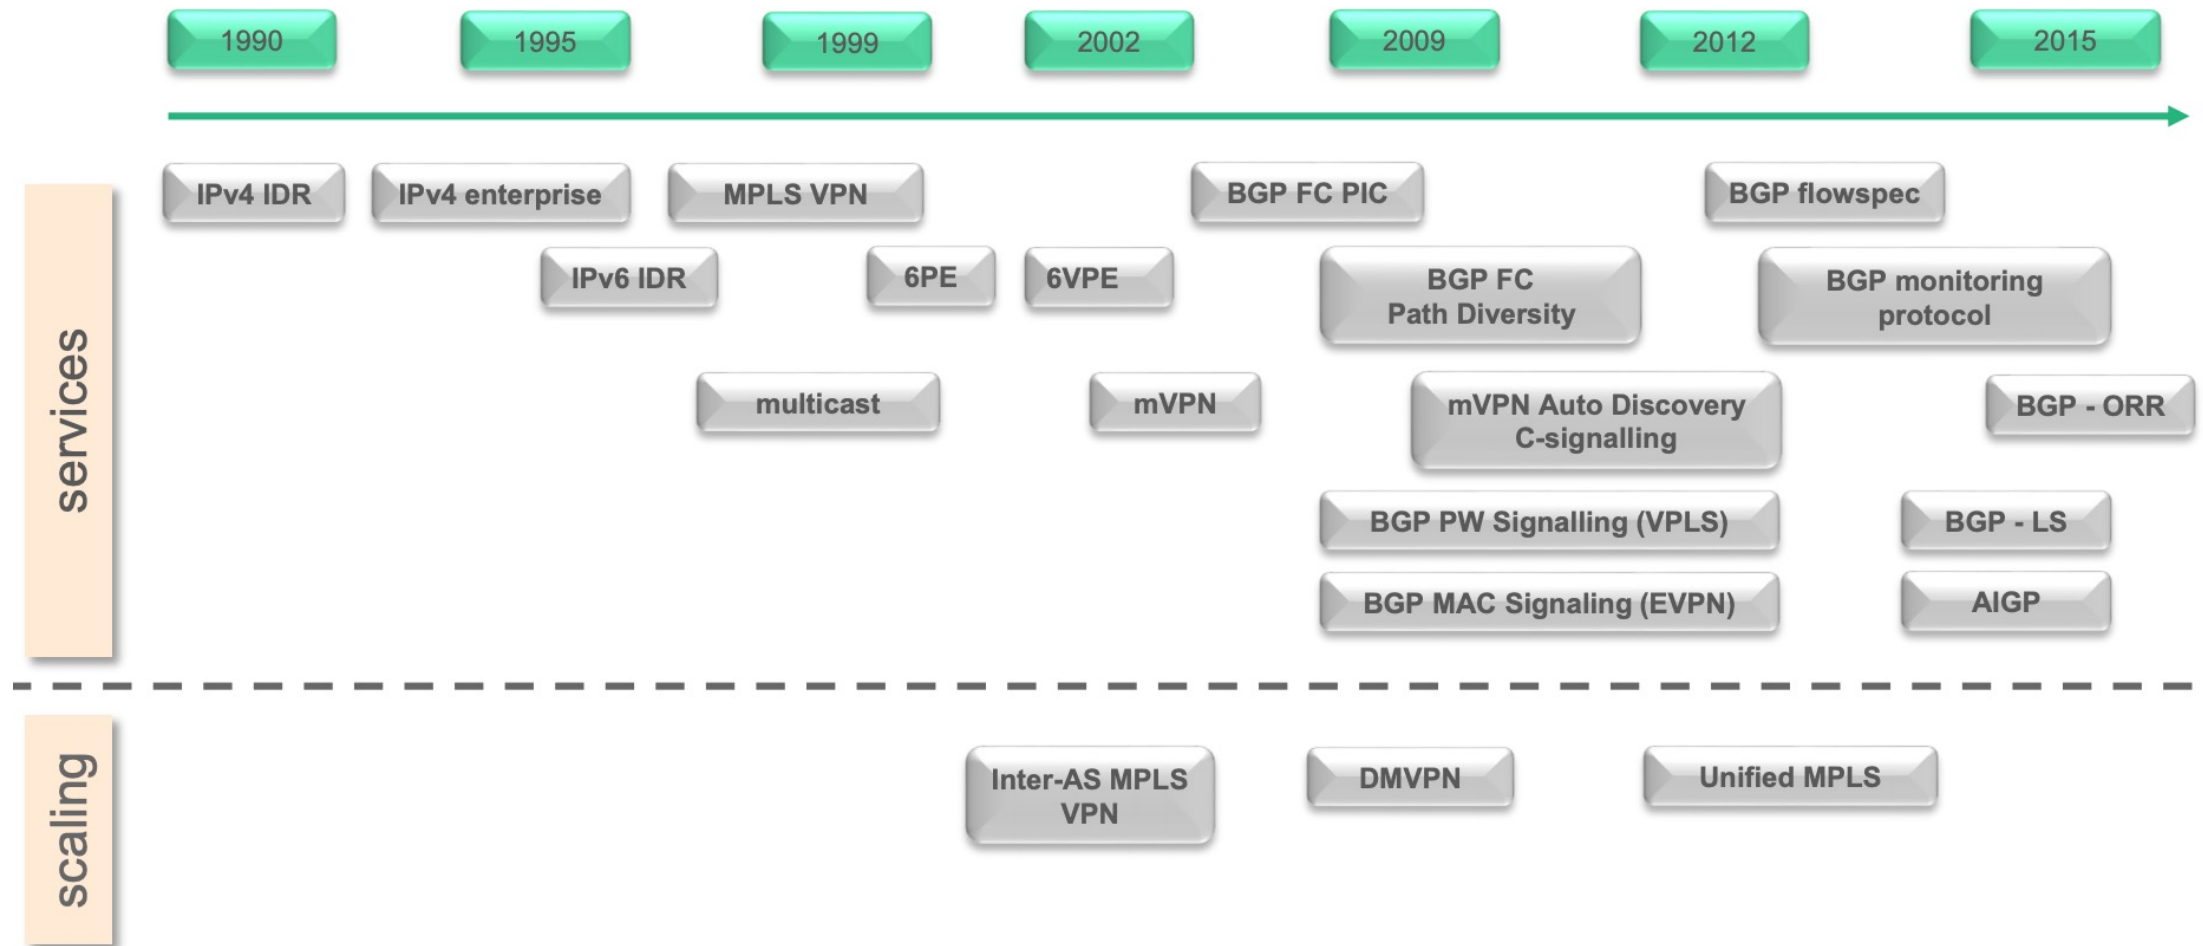 1990
1995
1999
2002
2009
2012
2015
services
IPv4 IDR
IPv4 enterprise
MPLS VPN
BGP FC PIC
BGP flowspec
IPv6 IDR
6PE
6VPE
BGP FC
Path Diversity
BGP monitoring
protocol
multicast
mVPN
mVPN Auto Discovery
C-signalling
BGP - ORR
BGP PW Signalling (VPLS)
BGP - LS
BGP MAC Signaling (EVPN)
AIGP
scaling
Inter-AS MPLS
VPN
DMVPN
Unified MPLS